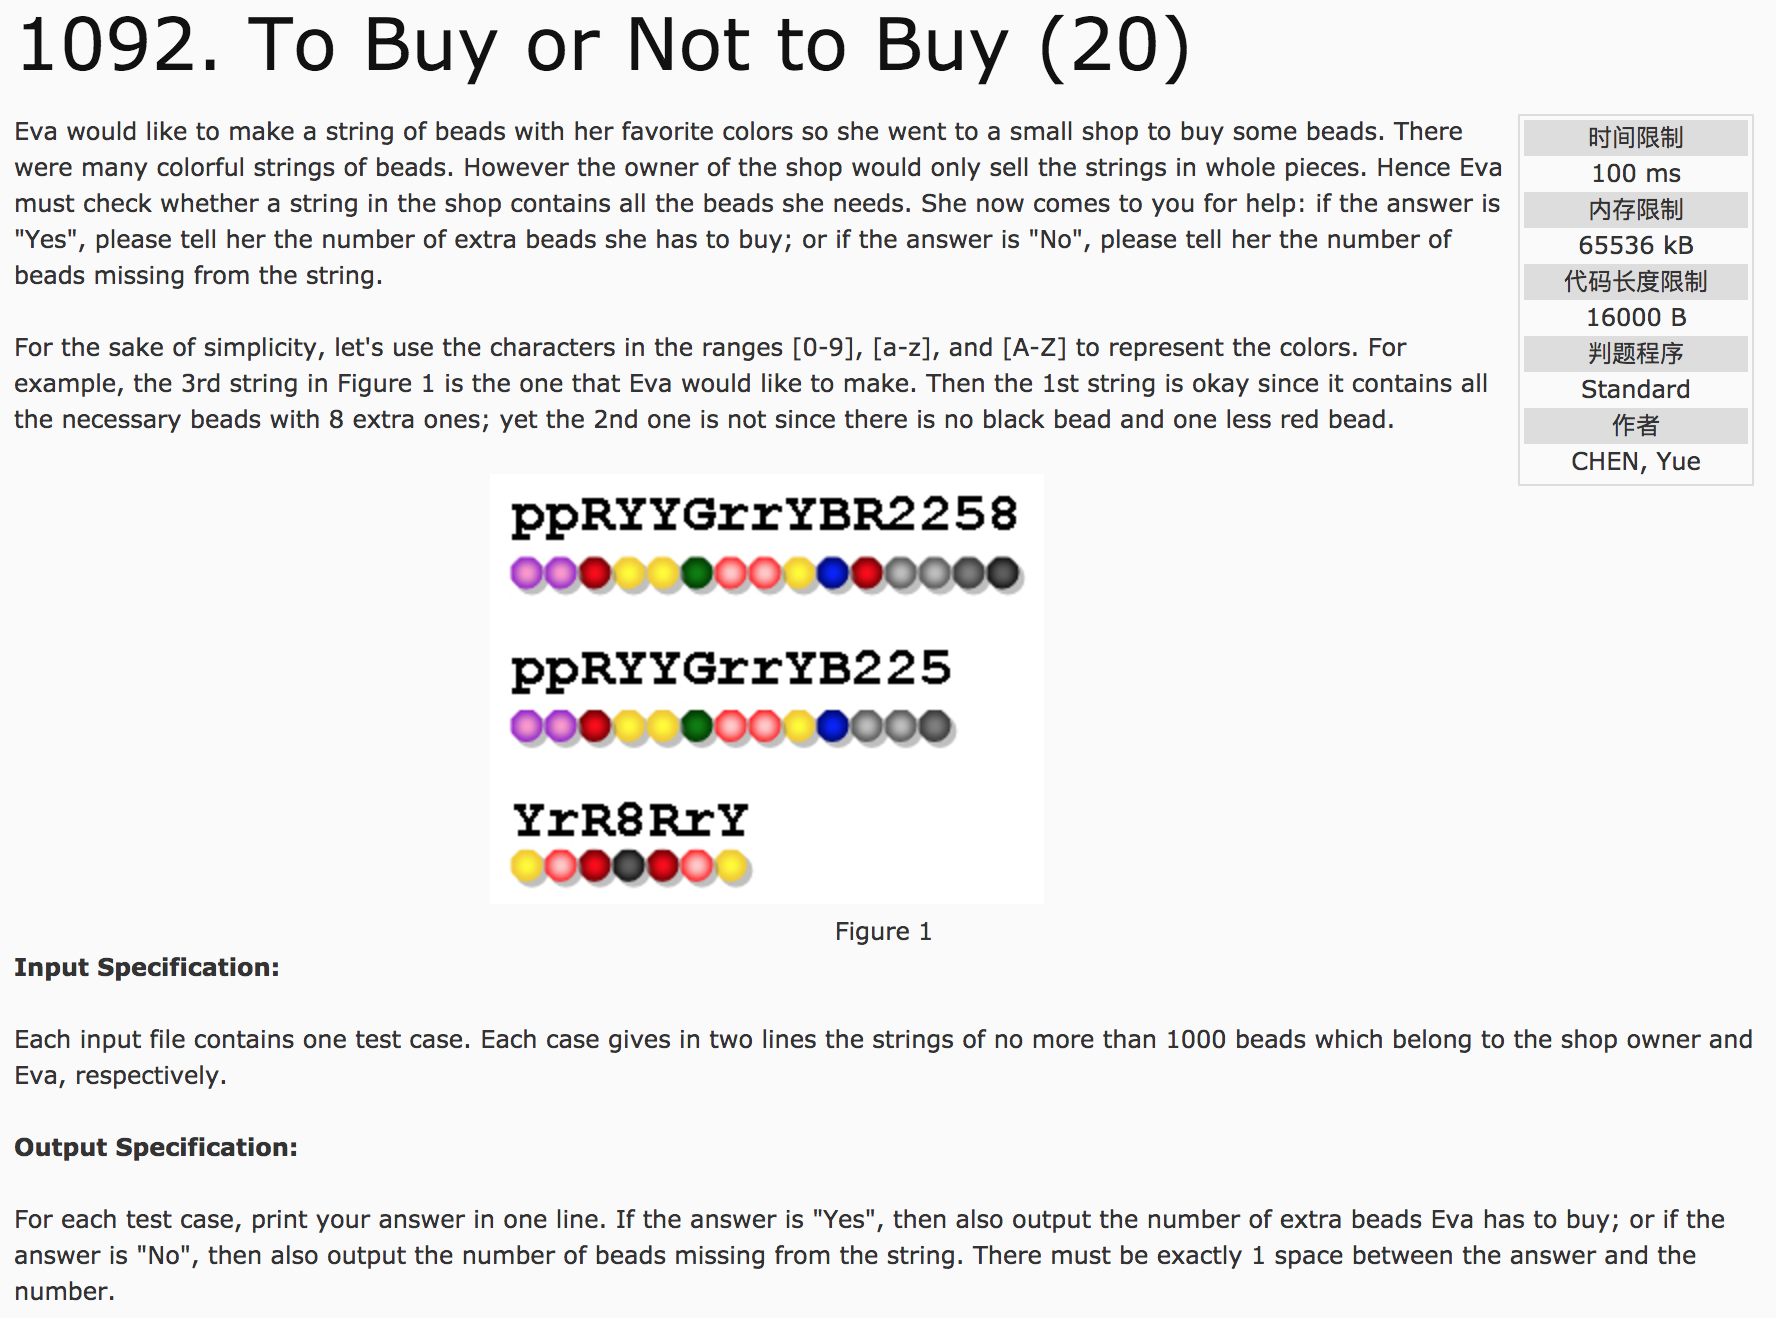 1092. To Buy or Not to Buy (20)
Eva would like to make a string of beads with her favorite colors so she went to a small shop to buy some beads. There
were many colorful strings of beads. However the owner of the shop would only sell the strings in whole pieces. Hence Eva
must check whether a string in the shop contains all the beads she needs. She now comes to you for help: if the answer is
"Yes", please tell her the number of extra beads she has to buy; or if the answer is "No", please tell her the number of
beads missing from the string.
For the sake of simplicity, let's use the characters in the ranges [0-9], [a-z], and [A-Z] to represent the colors. For
example, the 3rd string in Figure 1 is the one that Eva would like to make. Then the 1st string is okay since it contains all
the necessary beads with 8 extra ones; yet the 2nd one is not since there is no black bead and one less red bead.
时间限制
100 ms
内存限制
65536 kB
代码长度限制
16000 B
判题程序
Standard
作者
CHEN, Yue
ppRYYGrrYBR2258
ppRYYGrrYB225
YrR8RrY
Figure 1
Input Specification:
Each input file contains one test case. Each case gives in two lines the strings of no more than 1000 beads which belong to the shop owner and
Eva, respectively.
Output Specification:
For each test case, print your answer in one line. If the answer is "Yes", then also output the number of extra beads Eva has to buy; or if the
answer is "No", then also output the number of beads missing from the string. There must be exactly 1 space between the answer and the
number.